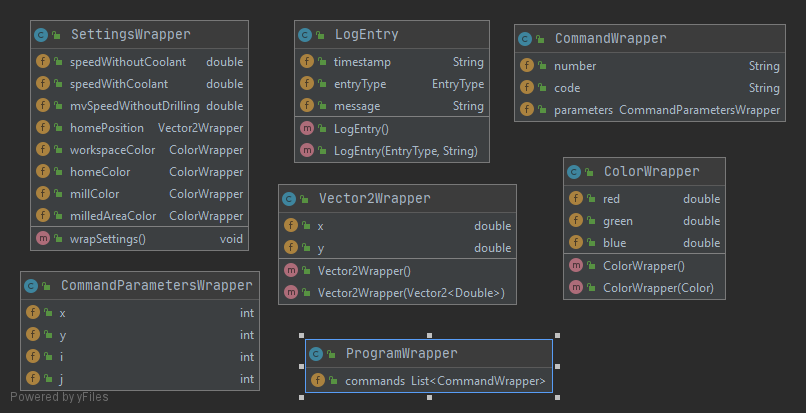 SettingsWrapper
speedWithoutCoolant double
speedWithCoolant double
mvSpeedWithoutDrilling double
homePosition Vector2Wrapper
workspaceColor ColorWrapper
homeColor ColorWrapper
millColor ColorWrapper
milledAreaColor ColorWrapper
wrapSettings() void
LogEntry
timestamp String
entryType EntryType
message String
LogEntry()
LogEntry(EntryType, String)
CommandWrapper
number String
code String
parameters CommandParametersWrapper
Vector2Wrapper
x double
y double
Vector2Wrapper()
Vector2Wrapper(Vector2<Double>)
ColorWrapper
red double
green double
blue double
ColorWrapper()
ColorWrapper(Color)
CommandParametersWrapper
x int
y int
i int
j int
ProgramWrapper
commands List<CommandWrapper>
Powered by yFiles